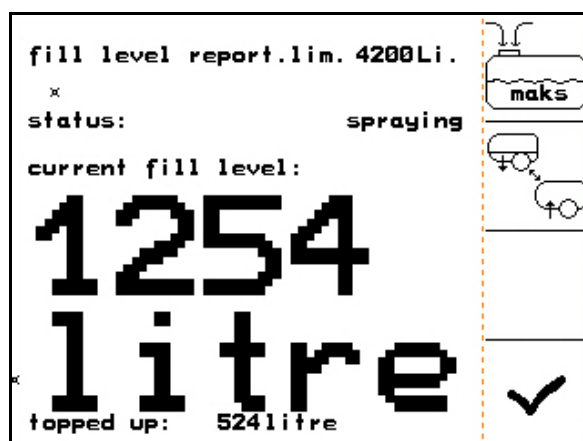 fill level report.lim. 4200Li.
maks
status: spraying
current fill level:
1254
litre
topped up: 524litre